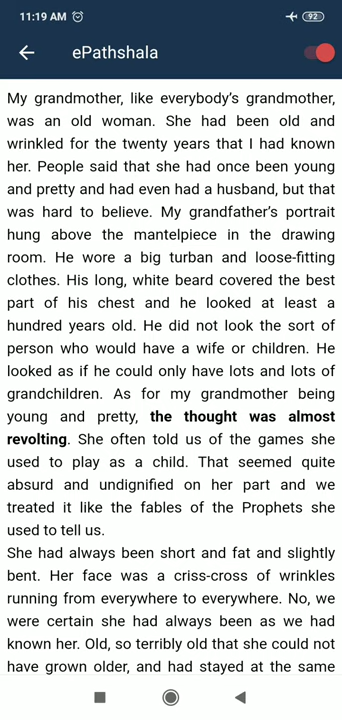 11:19 AM
92
ePathshala
My grandmother, like everybody's grandmother,
was an old woman. She had been old and
wrinkled for the twenty years that I had known
her. People said that she had once been young
and pretty and had even had a husband, but that
was hard to believe. My grandfather's portrait
hung above the mantelpiece in the drawing
room. He wore a big turban and loose-fitting
clothes. His long, white beard covered the best
part of his chest and he looked at least a
hundred years old. He did not look the sort of
person who would have a wife or children. He
looked as if he could only have lots and lots of
grandchildren. As for my grandmother being
young and pretty, the thought was almost
revolting. She often told us of the games she
used to play as a child. That seemed quite
absurd and undignified on her part and we
treated it like the fables of the Prophets she
used to tell us.
She had always been short and fat and slightly
bent. Her face was a criss-cross of wrinkles
running from everywhere to everywhere. No, we
were certain she had always been as we had
known her. Old, so terribly old that she could not
have grown older, and had stayed at the same